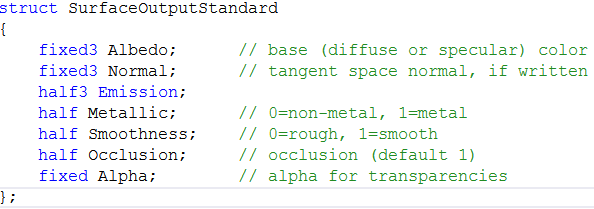 struct SurfaceOutputStandard
{
    fixed3 Albedo;      // base (diffuse or specular) color
    fixed3 Normal;      // tangent space normal, if written
    half3 Emission;
    half Metallic;      // 0=non-metal, 1=metal
    half Smoothness;    // 0=rough, 1=smooth
    half Occlusion;     // occlusion (default 1)
    fixed Alpha;        // alpha for transparencies
};